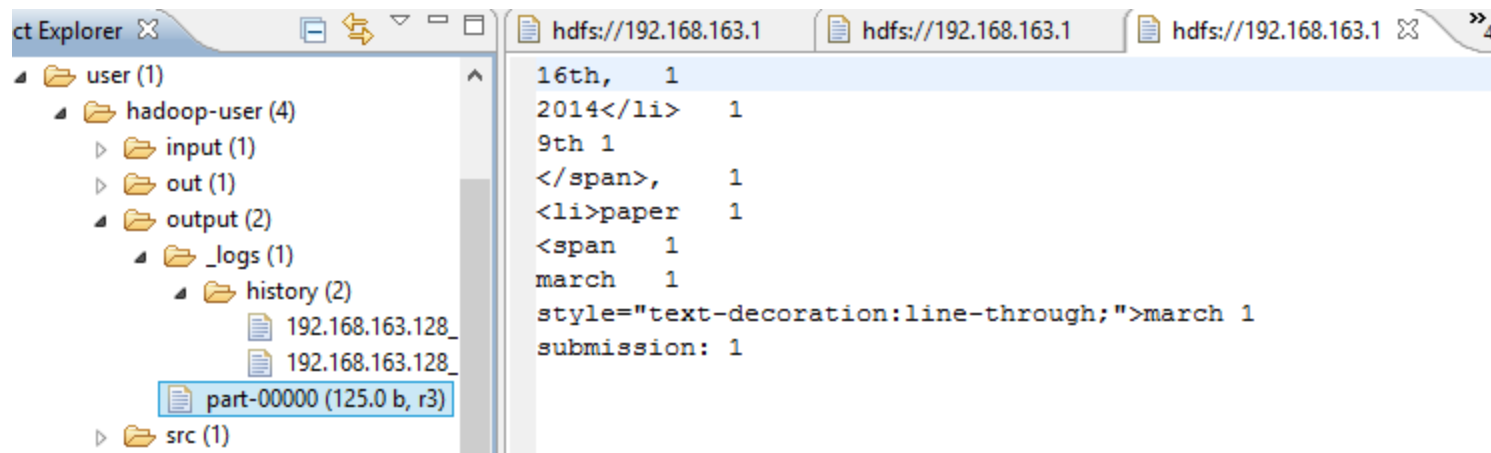 ct Explorer
hdfs://192.168.163.1
hdfs://192.168.163.1
hdfs://192.168.163.1
user (1)
hadoop-user (4)
input (1)
out (1)
output (2)
_logs (1)
history (2)
192.168.163.128_
192.168.163.128_
part-00000 (125.0 b, r3)
src (1)
16th, 1
2014</li> 1
9th 1
</span>, 1
<li>paper 1
<span 1
march 1
style="text-decoration:line-through;">march 1
submission: 1